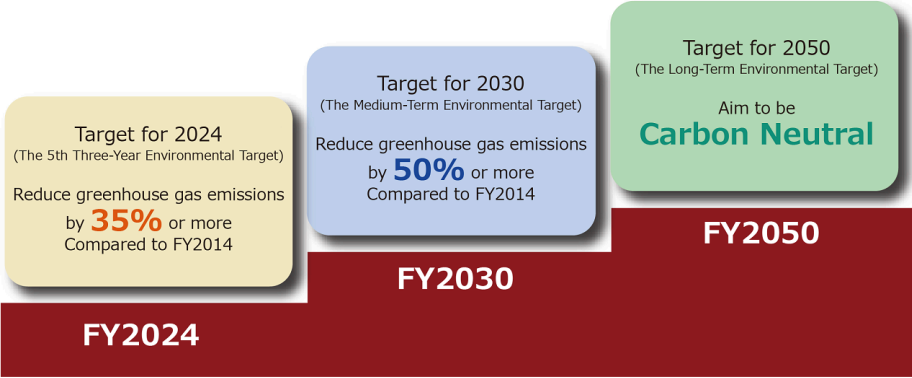 Target for 2024
(The 5th Three-Year Environmental Target)
Reduce greenhouse gas emissions
by 35% or more
Compared to FY2014
FY2024
Target for 2030
(The Medium-Term Environmental Target)
Reduce greenhouse gas emissions
by 50% or more
Compared to FY2014
FY2030
Target for 2050
(The Long-Term Environmental Target)
Aim to be
Carbon Neutral
FY2050